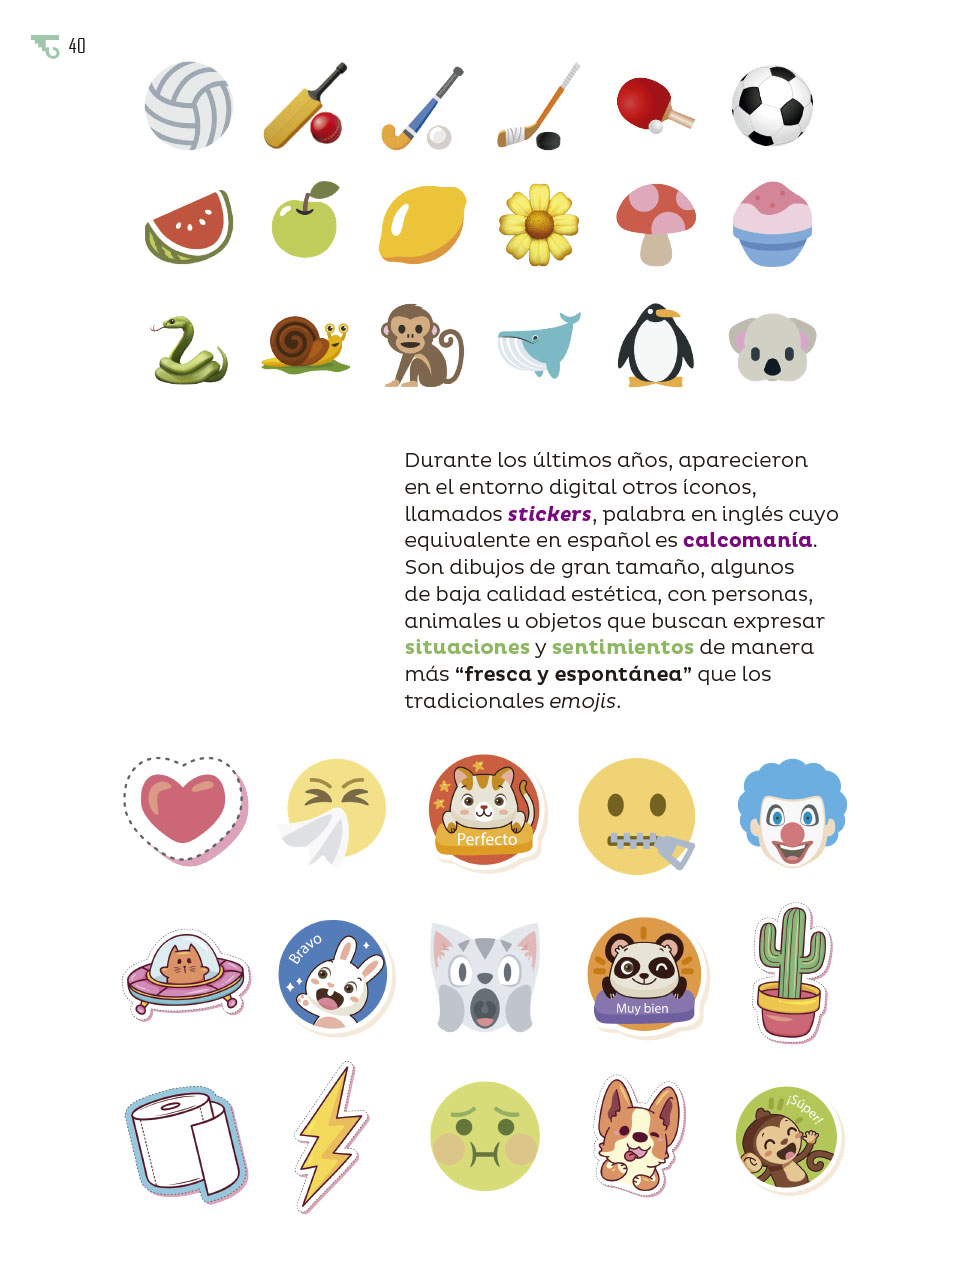 40
Durante los últimos años, aparecieron
en el entorno digital otros íconos,
llamados stickers, palabra en inglés cuyo
equivalente en español es calcomanía.
Son dibujos de gran tamaño, algunos
de baja calidad estética, con personas,
animales u objetos que buscan expresar
situaciones y sentimientos de manera
más “fresca y espontánea” que los
tradicionales emojis.
Perfecto
Bravo
Muy bien
¡Súper!